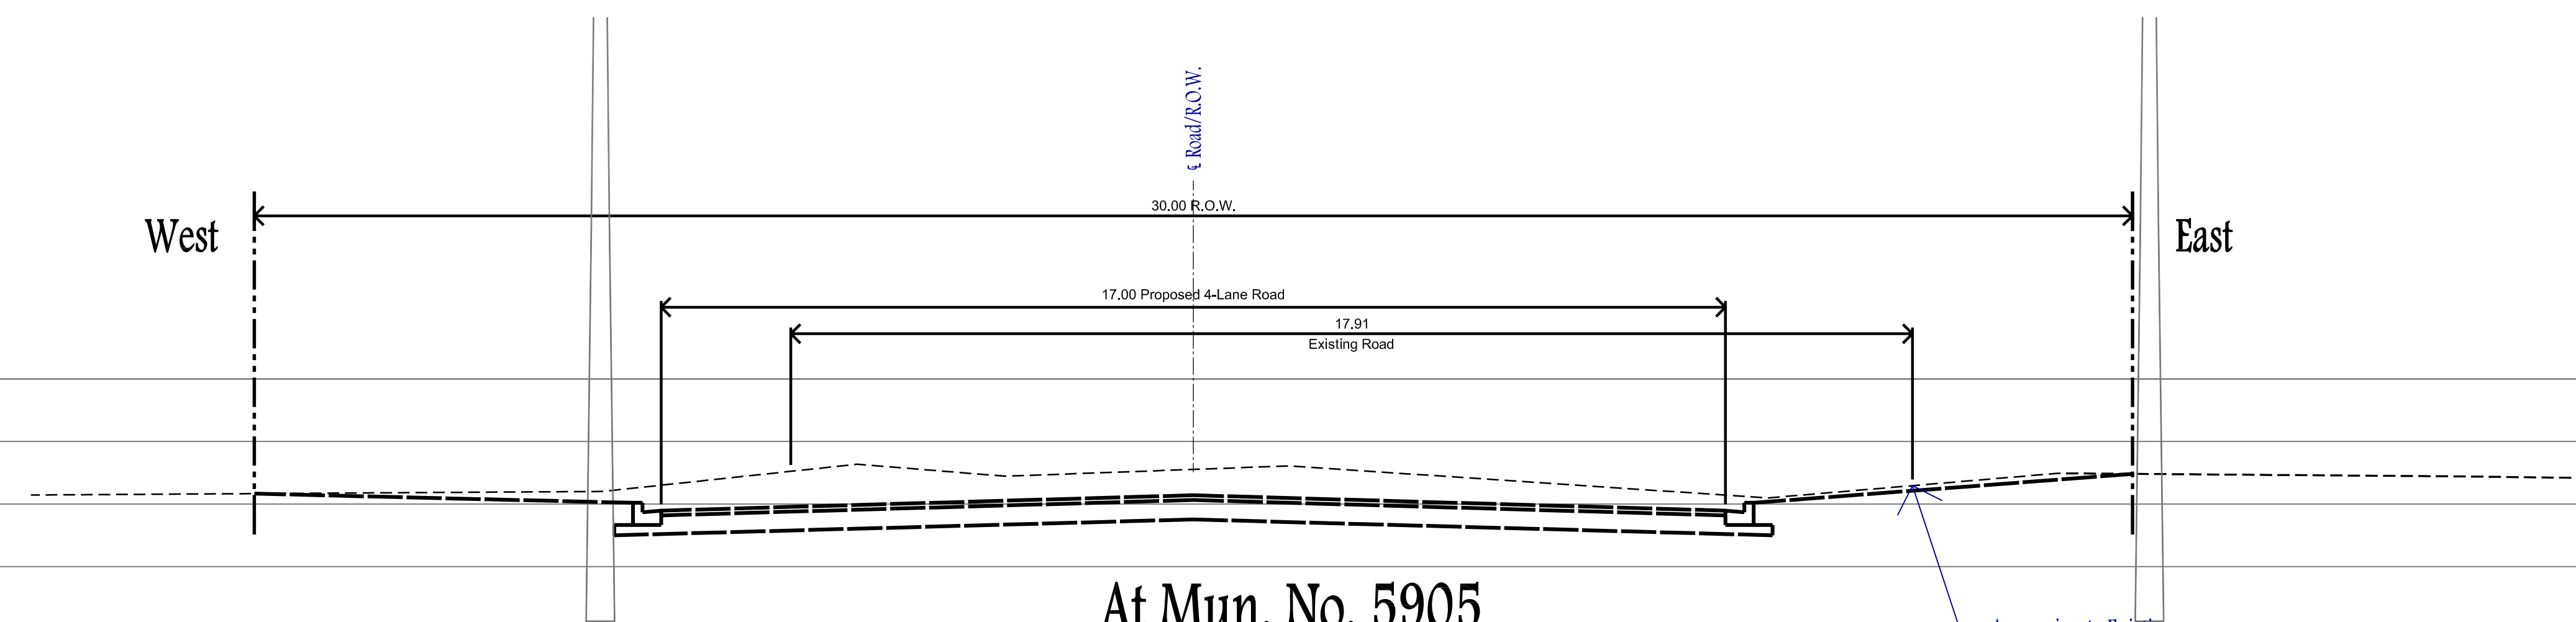 ℄ Road/R.O.W.
30.00 R.O.W.
West
East
17.00 Proposed 4-Lane Road
17.91
Existing Road
At Mun. No. 5905